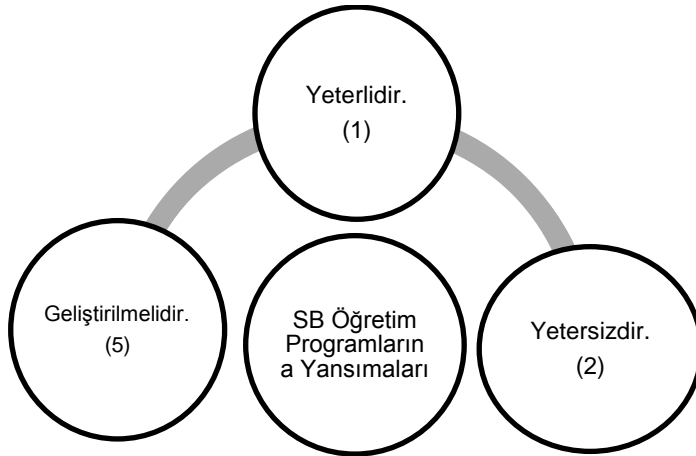 Yeterlidir.
(1)
Geliştirilmelidir.
(5)
SB Öğretim
Programların
a Yansımaları
Yetersizdir.
(2)